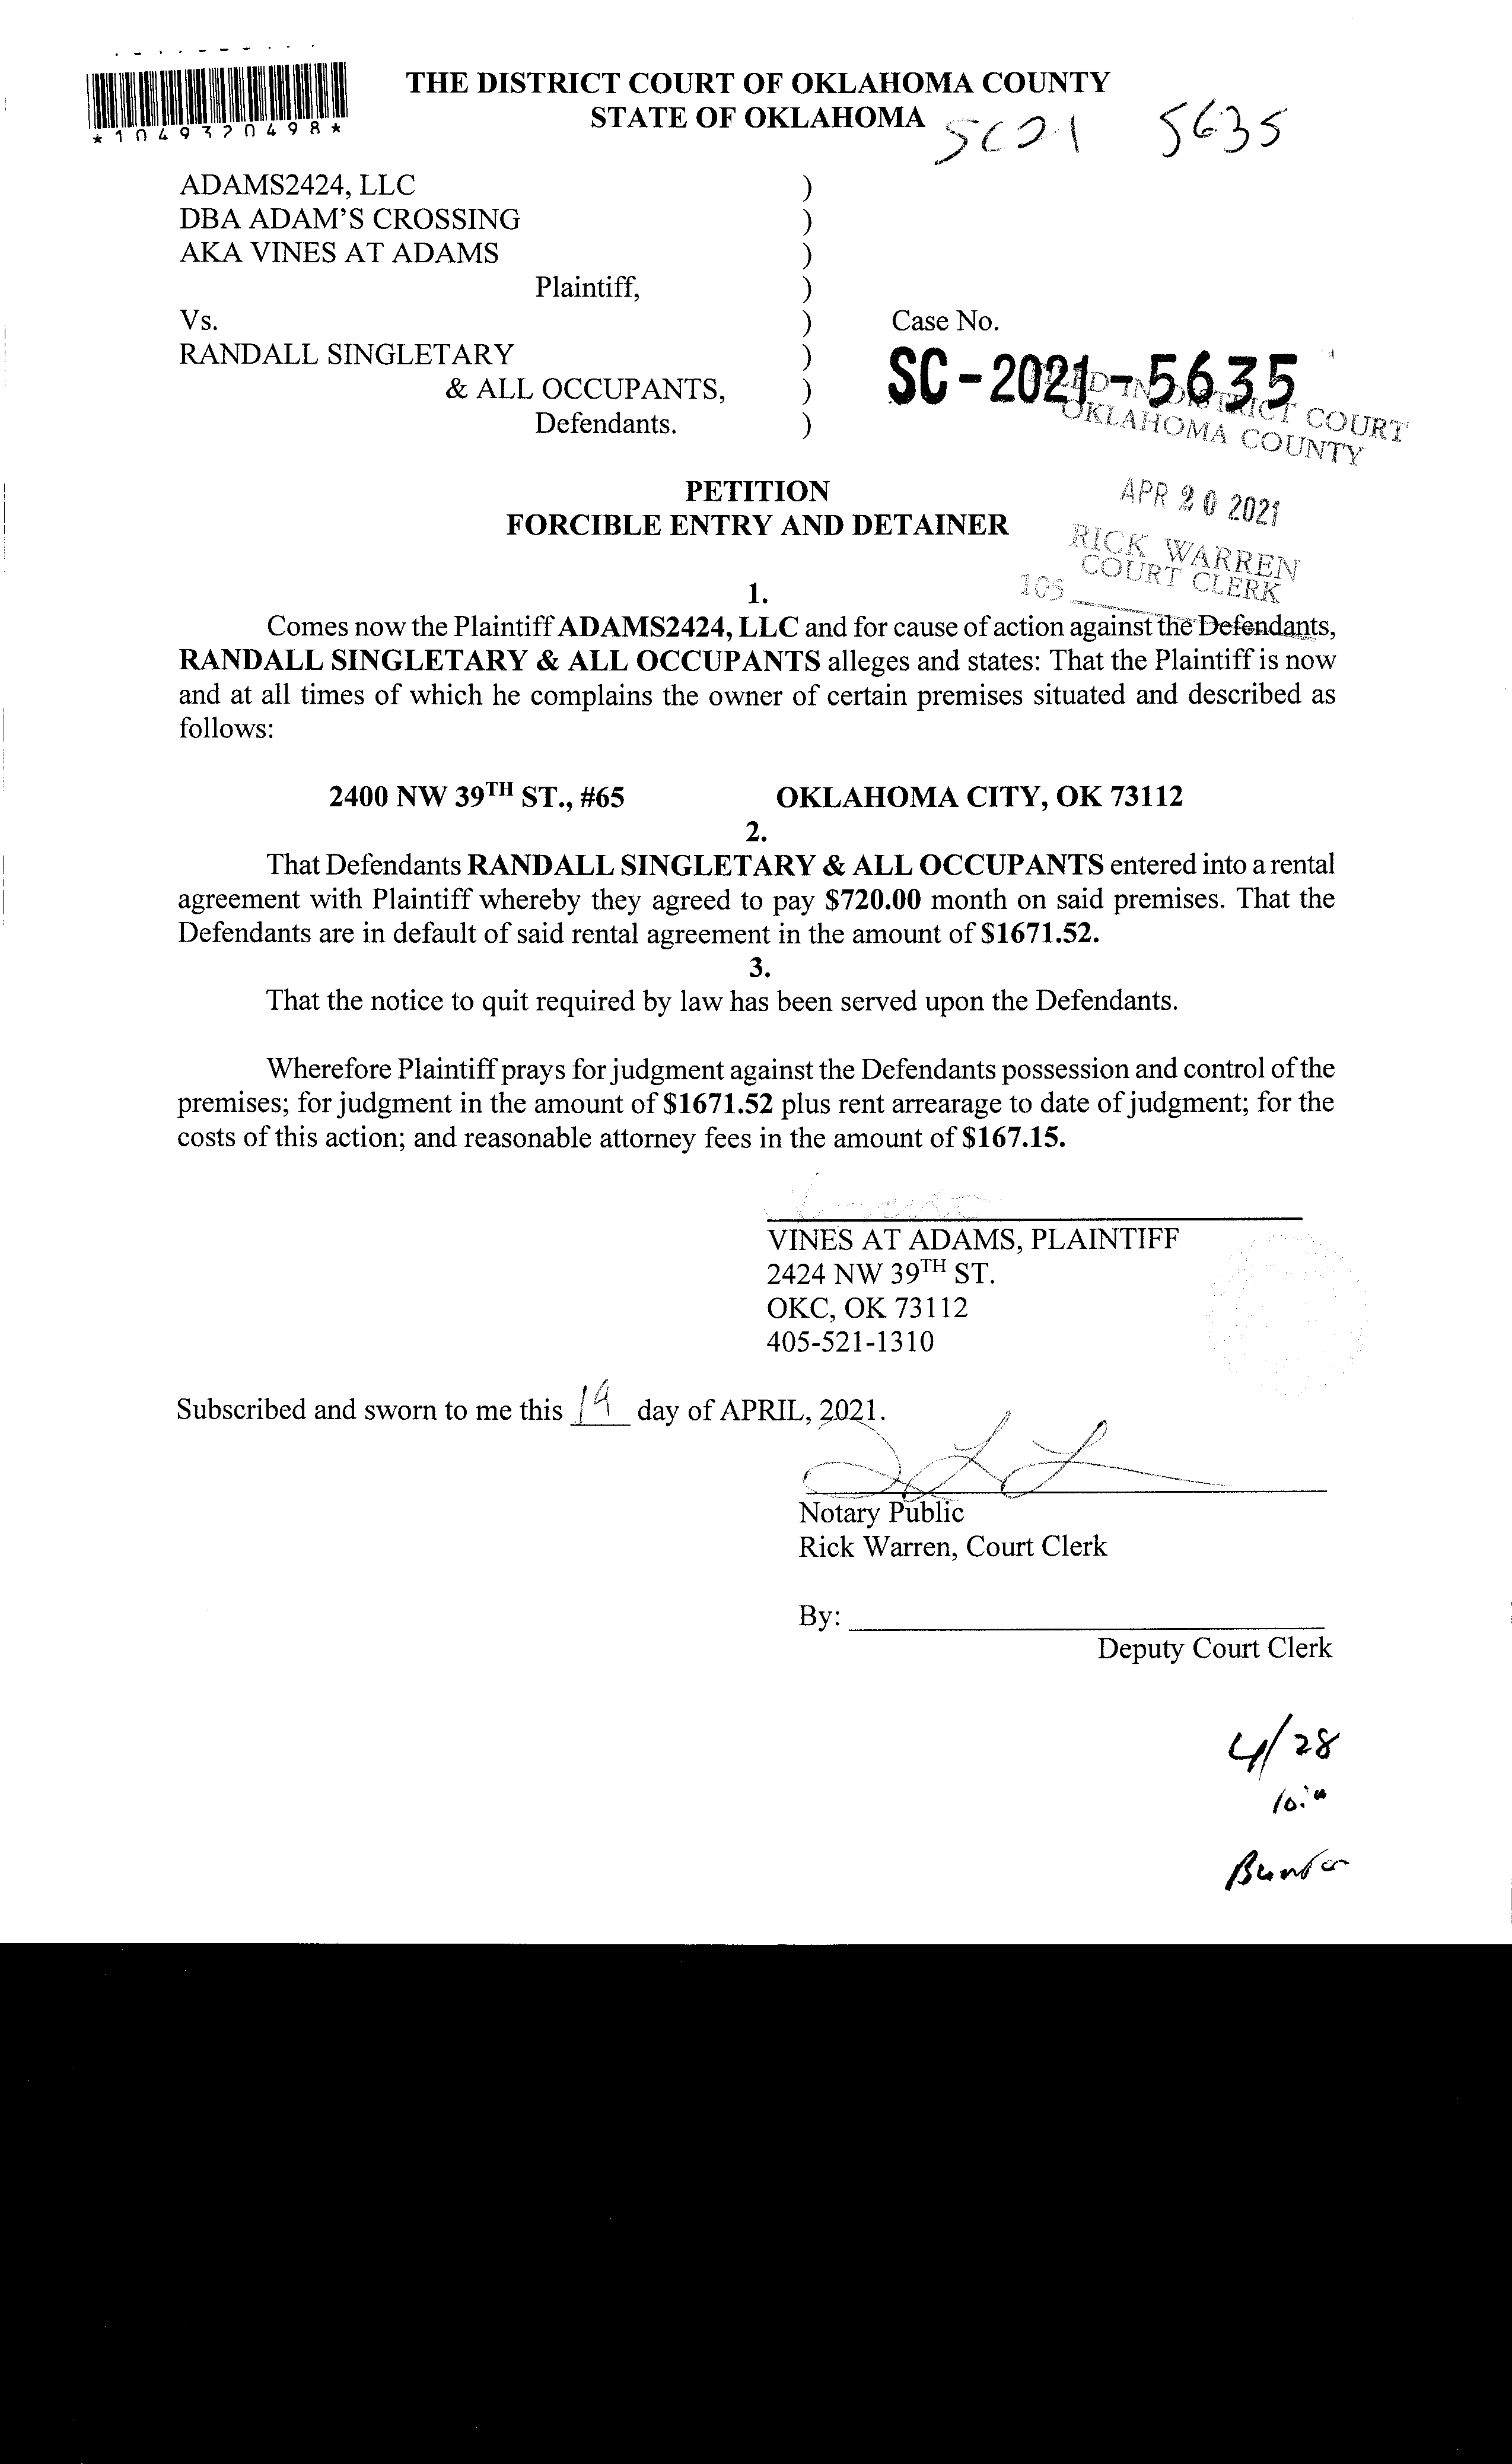 THE DISTRICT COURT OF OKLAHOMA COUNTY
STATE OF OKLAHOMA
*1049320498*
SC21 5635
ADAMS2424, LLC )
DBA ADAM'S CROSSING )
AKA VINES AT ADAMS )
Plaintiff, )
Vs. ) Case No.
RANDALL SINGLETARY )
& ALL OCCUPANTS, )
Defendants. )
SC-2021-5635
FILED IN DISTRICT COURT
OKLAHOMA COUNTY
APR 20 2021
RICK WARREN
COURT CLERK
105
PETITION
FORCIBLE ENTRY AND DETAINER
1.
Comes now the Plaintiff ADAMS2424, LLC and for cause of action against the Defendants,
RANDALL SINGLETARY & ALL OCCUPANTS alleges and states: That the Plaintiff is now
and at all times of which he complains the owner of certain premises situated and described as
follows:
2400 NW 39TH ST., #65 OKLAHOMA CITY, OK 73112
2.
That Defendants RANDALL SINGLETARY & ALL OCCUPANTS entered into a rental
agreement with Plaintiff whereby they agreed to pay $720.00 month on said premises. That the
Defendants are in default of said rental agreement in the amount of $1671.52.
3.
That the notice to quit required by law has been served upon the Defendants.
Wherefore Plaintiff prays for judgment against the Defendants possession and control of the
premises; for judgment in the amount of $1671.52 plus rent arrearage to date of judgment; for the
costs of this action; and reasonable attorney fees in the amount of $167.15.
VINES AT ADAMS, PLAINTIFF
2424 NW 39TH ST.
OKC, OK 73112
405-521-1310
Subscribed and sworn to me this 19 day of APRIL, 2021.
Notary Public
Rick Warren, Court Clerk
By:
Deputy Court Clerk
4/28